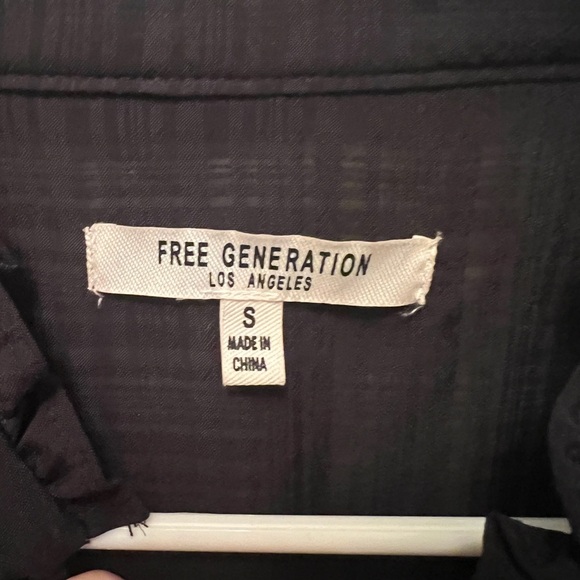 FREE GENERATION
LOS ANGELES
S
MADE IN
CHINA